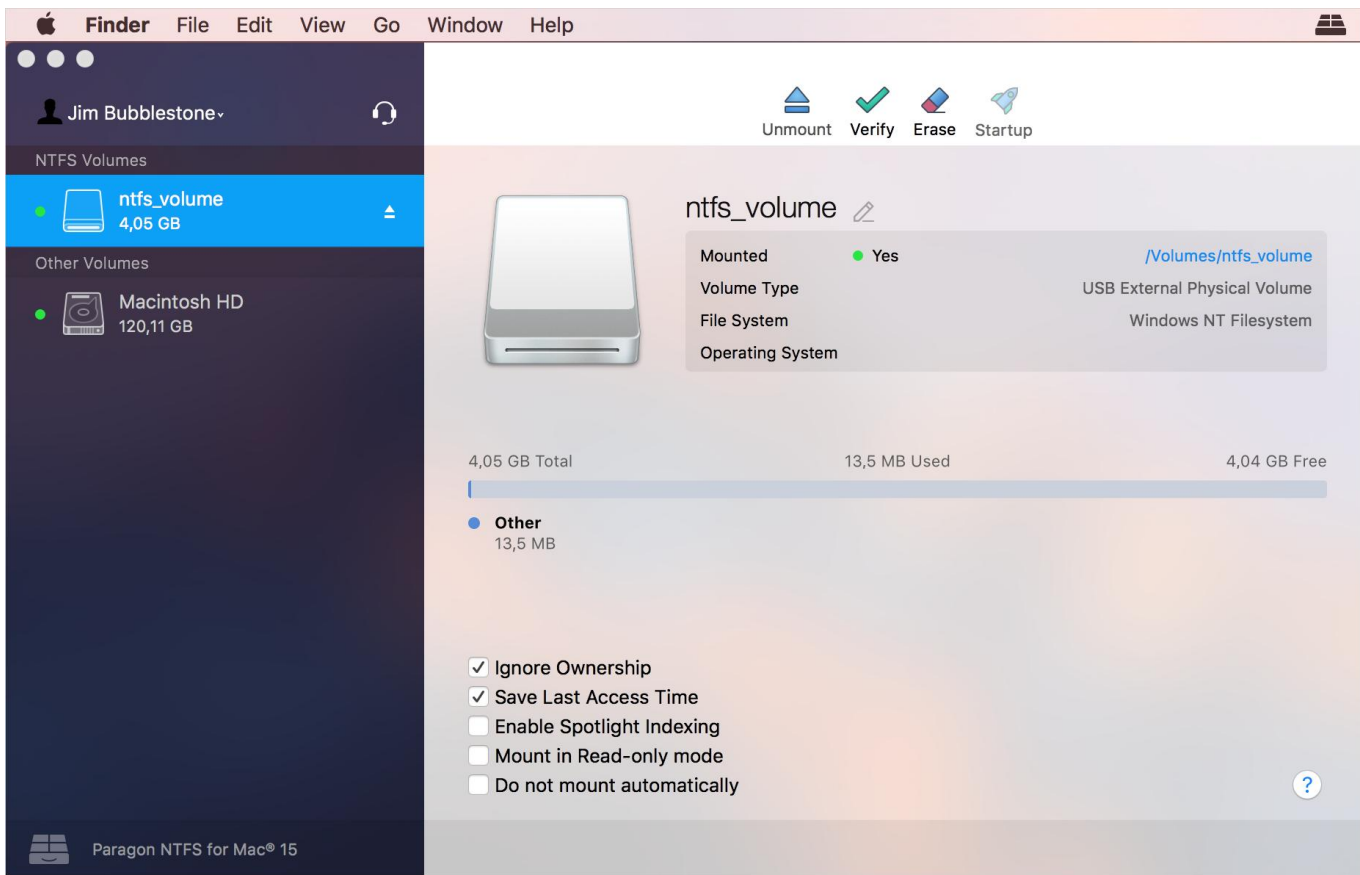 Finder File Edit View Go Window Help
Jim Bubblestone
Unmount Verify Erase Startup
NTFS Volumes
ntfs_volume
4,05 GB
Other Volumes
Macintosh HD
120,11 GB
ntfs_volume
Mounted Yes /Volumes/ntfs_volume
Volume Type USB External Physical Volume
File System Windows NT Filesystem
Operating System
4,05 GB Total 13,5 MB Used 4,04 GB Free
Other
13,5 MB
Ignore Ownership
Save Last Access Time
Enable Spotlight Indexing
Mount in Read-only mode
Do not mount automatically
?
Paragon NTFS for Mac® 15